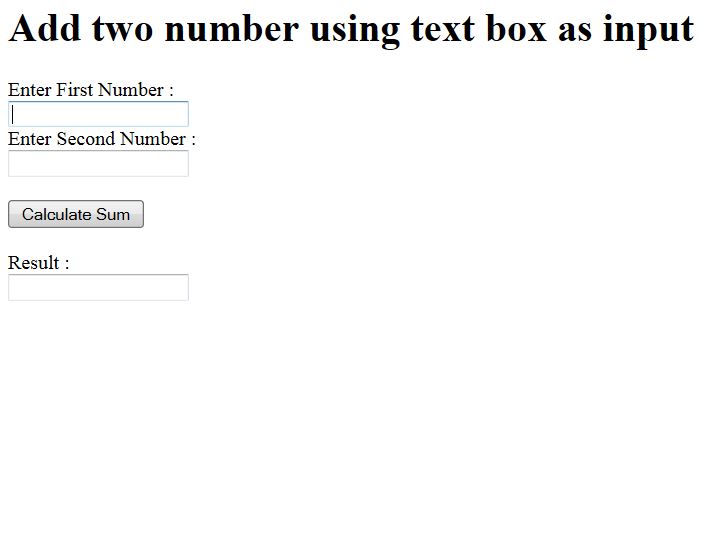 Add two number using text box as input
Enter First Number :
Enter Second Number :
Calculate Sum
Result :